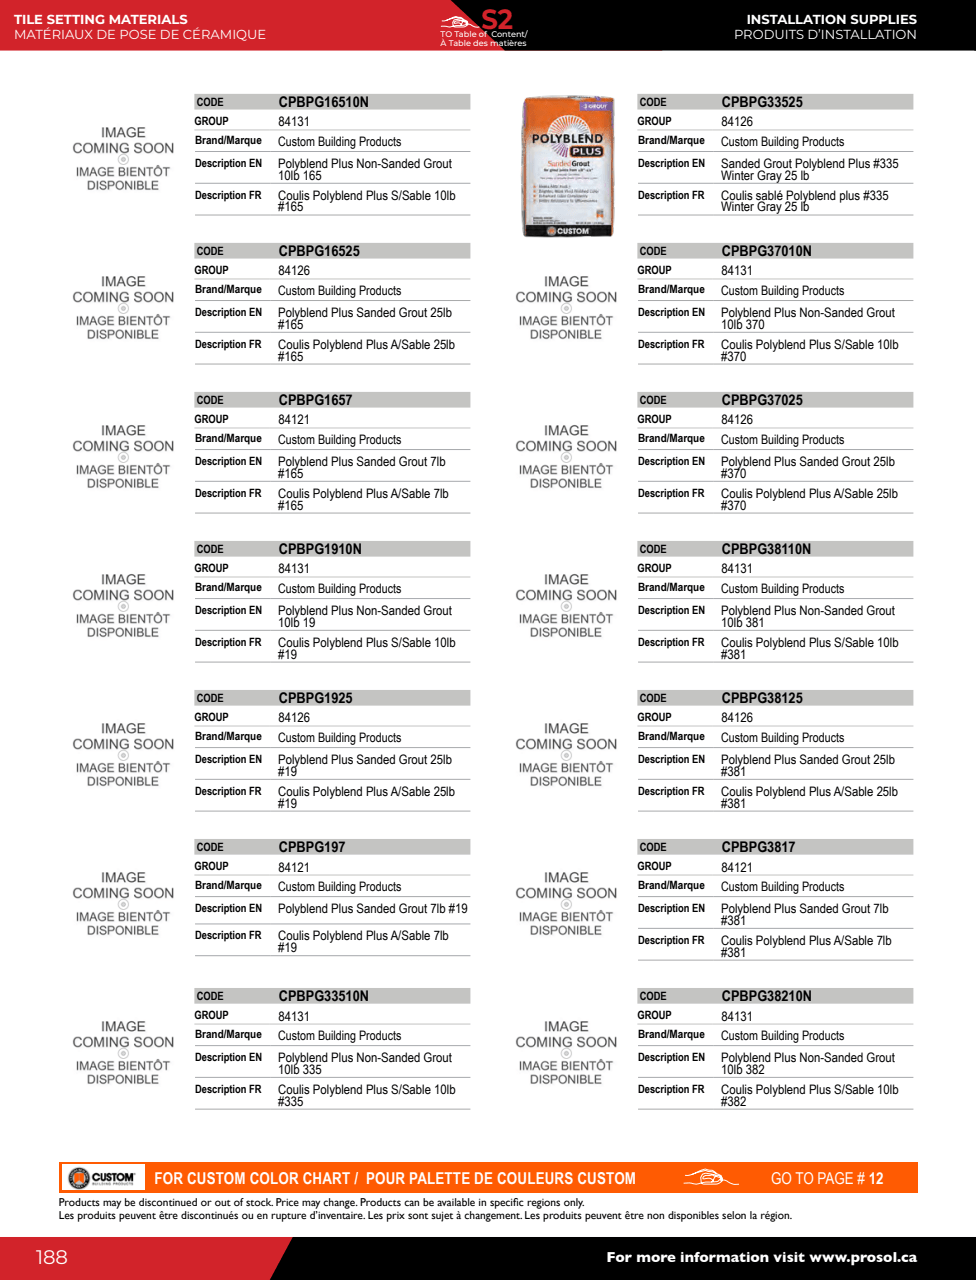 TILE SETTING MATERIALS
MATÉRIAUX DE POSE DE CÉRAMIQUE
S2
TO Table of Content/
À Table des matières
INSTALLATION SUPPLIES
PRODUITS D'INSTALLATION
IMAGE
COMING SOON
IMAGE BIENTÔT
DISPONIBLE
CODE CPBPG16510N
GROUP 84131
Brand/Marque Custom Building Products
Description EN Polyblend Plus Non-Sanded Grout
10lb 165
Description FR Coulis Polyblend Plus S/Sable 10lb
#165
IMAGE
COMING SOON
IMAGE BIENTÔT
DISPONIBLE
CODE CPBPG16525
GROUP 84126
Brand/Marque Custom Building Products
Description EN Polyblend Plus Sanded Grout 25lb
#165
Description FR Coulis Polyblend Plus A/Sable 25lb
#165
IMAGE
COMING SOON
IMAGE BIENTÔT
DISPONIBLE
CODE CPBPG1657
GROUP 84121
Brand/Marque Custom Building Products
Description EN Polyblend Plus Sanded Grout 7lb
#165
Description FR Coulis Polyblend Plus A/Sable 7lb
#165
IMAGE
COMING SOON
IMAGE BIENTÔT
DISPONIBLE
CODE CPBPG1910N
GROUP 84131
Brand/Marque Custom Building Products
Description EN Polyblend Plus Non-Sanded Grout
10lb 19
Description FR Coulis Polyblend Plus S/Sable 10lb
#19
IMAGE
COMING SOON
IMAGE BIENTÔT
DISPONIBLE
CODE CPBPG1925
GROUP 84126
Brand/Marque Custom Building Products
Description EN Polyblend Plus Sanded Grout 25lb
#19
Description FR Coulis Polyblend Plus A/Sable 25lb
#19
IMAGE
COMING SOON
IMAGE BIENTÔT
DISPONIBLE
CODE CPBPG197
GROUP 84121
Brand/Marque Custom Building Products
Description EN Polyblend Plus Sanded Grout 7lb #19
Description FR Coulis Polyblend Plus A/Sable 7lb
#19
IMAGE
COMING SOON
IMAGE BIENTÔT
DISPONIBLE
CODE CPBPG33510N
GROUP 84131
Brand/Marque Custom Building Products
Description EN Polyblend Plus Non-Sanded Grout
10lb 335
Description FR Coulis Polyblend Plus S/Sable 10lb
#335
GROUT
POLYBLEND
PLUS
Sanded Grout
CUSTOM
CODE CPBPG33525
GROUP 84126
Brand/Marque Custom Building Products
Description EN Sanded Grout Polyblend Plus #335
Winter Gray 25 lb
Description FR Coulis sablé Polyblend plus #335
Winter Gray 25 lb
IMAGE
COMING SOON
IMAGE BIENTÔT
DISPONIBLE
CODE CPBPG37010N
GROUP 84131
Brand/Marque Custom Building Products
Description EN Polyblend Plus Non-Sanded Grout
10lb 370
Description FR Coulis Polyblend Plus S/Sable 10lb
#370
IMAGE
COMING SOON
IMAGE BIENTÔT
DISPONIBLE
CODE CPBPG37025
GROUP 84126
Brand/Marque Custom Building Products
Description EN Polyblend Plus Sanded Grout 25lb
#370
Description FR Coulis Polyblend Plus A/Sable 25lb
#370
IMAGE
COMING SOON
IMAGE BIENTÔT
DISPONIBLE
CODE CPBPG38110N
GROUP 84131
Brand/Marque Custom Building Products
Description EN Polyblend Plus Non-Sanded Grout
10lb 381
Description FR Coulis Polyblend Plus S/Sable 10lb
#381
IMAGE
COMING SOON
IMAGE BIENTÔT
DISPONIBLE
CODE CPBPG38125
GROUP 84126
Brand/Marque Custom Building Products
Description EN Polyblend Plus Sanded Grout 25lb
#381
Description FR Coulis Polyblend Plus A/Sable 25lb
#381
IMAGE
COMING SOON
IMAGE BIENTÔT
DISPONIBLE
CODE CPBPG3817
GROUP 84121
Brand/Marque Custom Building Products
Description EN Polyblend Plus Sanded Grout 7lb
#381
Description FR Coulis Polyblend Plus A/Sable 7lb
#381
IMAGE
COMING SOON
IMAGE BIENTÔT
DISPONIBLE
CODE CPBPG38210N
GROUP 84131
Brand/Marque Custom Building Products
Description EN Polyblend Plus Non-Sanded Grout
10lb 382
Description FR Coulis Polyblend Plus S/Sable 10lb
#382
CUSTOM
BUILDING PRODUCTS
FOR CUSTOM COLOR CHART / POUR PALETTE DE COULEURS CUSTOM
GO TO PAGE # 12
Products may be discontinued or out of stock. Price may change. Products can be available in specific regions only.
Les produits peuvent être discontinués ou en rupture d'inventaire. Les prix sont sujet à changement. Les produits peuvent être non disponibles selon la région.
188
For more information visit www.prosol.ca